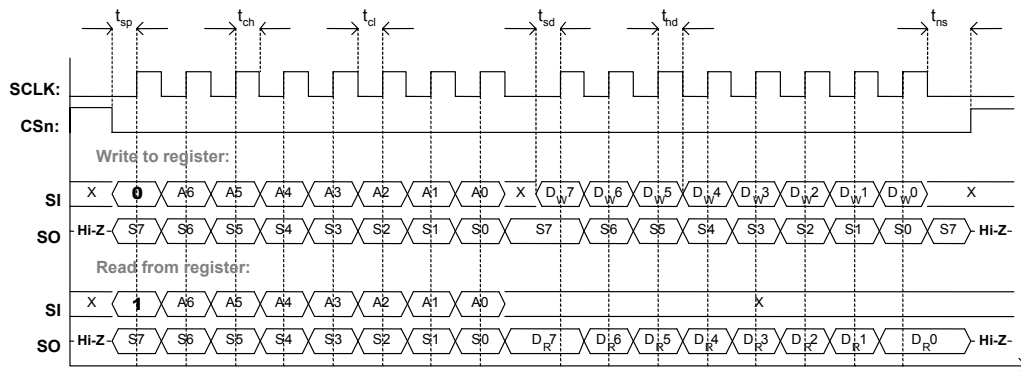 tsp tch tcl tsd thd tns
SCLK:
CSn:
Write to register:
SI X 0 A6 A5 A4 A3 A2 A1 A0 X DW7 DW6 DW5 DW4 DW3 DW2 DW1 DW0 X
SO Hi-Z S7 S6 S5 S4 S3 S2 S1 S0 S7 S6 S5 S4 S3 S2 S1 S0 S7 Hi-Z
Read from register:
SI X 1 A6 A5 A4 A3 A2 A1 A0 X
SO Hi-Z S7 S6 S5 S4 S3 S2 S1 S0 DR7 DR6 DR5 DR4 DR3 DR2 DR1 DR0 Hi-Z